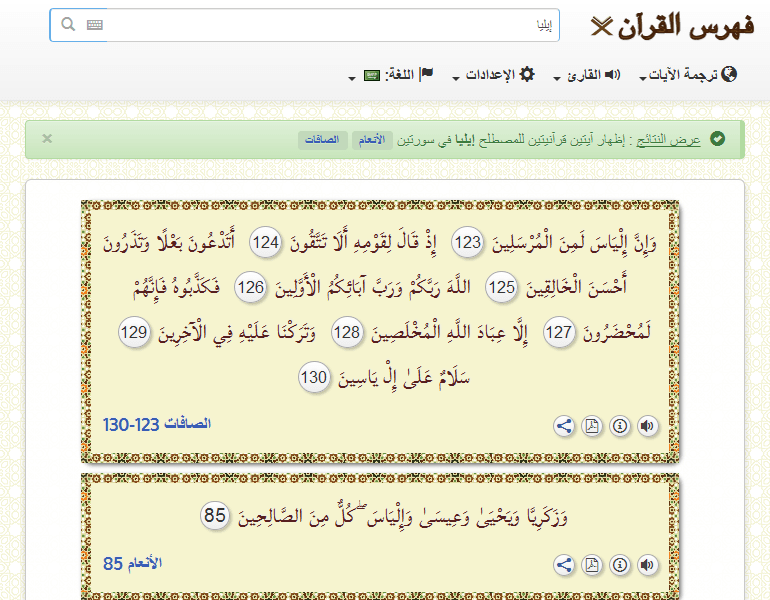 فهرس القرآن
إيليا
ترجمة الآيات
القارئ
الإعدادات
اللغة:
عرض النتائج : إظهار آيتين قرآنيتين للمصطلح إيليا في سورتين الأنعام الصافات
×
وَإِنَّ إِلْيَاسَ لَمِنَ الْمُرْسَلِينَ 123 إِذْ قَالَ لِقَوْمِهِ أَلَا تَتَّقُونَ 124 أَتَدْعُونَ بَعْلًا وَتَذَرُونَ
أَحْسَنَ الْخَالِقِينَ 125 اللَّهَ رَبَّكُمْ وَرَبَّ آبَائِكُمُ الْأَوَّلِينَ 126 فَكَذَّبُوهُ فَإِنَّهُمْ
لَمُحْضَرُونَ 127 إِلَّا عِبَادَ اللَّهِ الْمُخْلَصِينَ 128 وَتَرَكْنَا عَلَيْهِ فِي الْآخِرِينَ 129
سَلَامٌ عَلَىٰ إِلْ يَاسِينَ 130
الصافات 123-130
وَزَكَرِيَّا وَيَحْيَىٰ وَعِيسَىٰ وَإِلْيَاسَ ۖ كُلٌّ مِنَ الصَّالِحِينَ 85
الأنعام 85